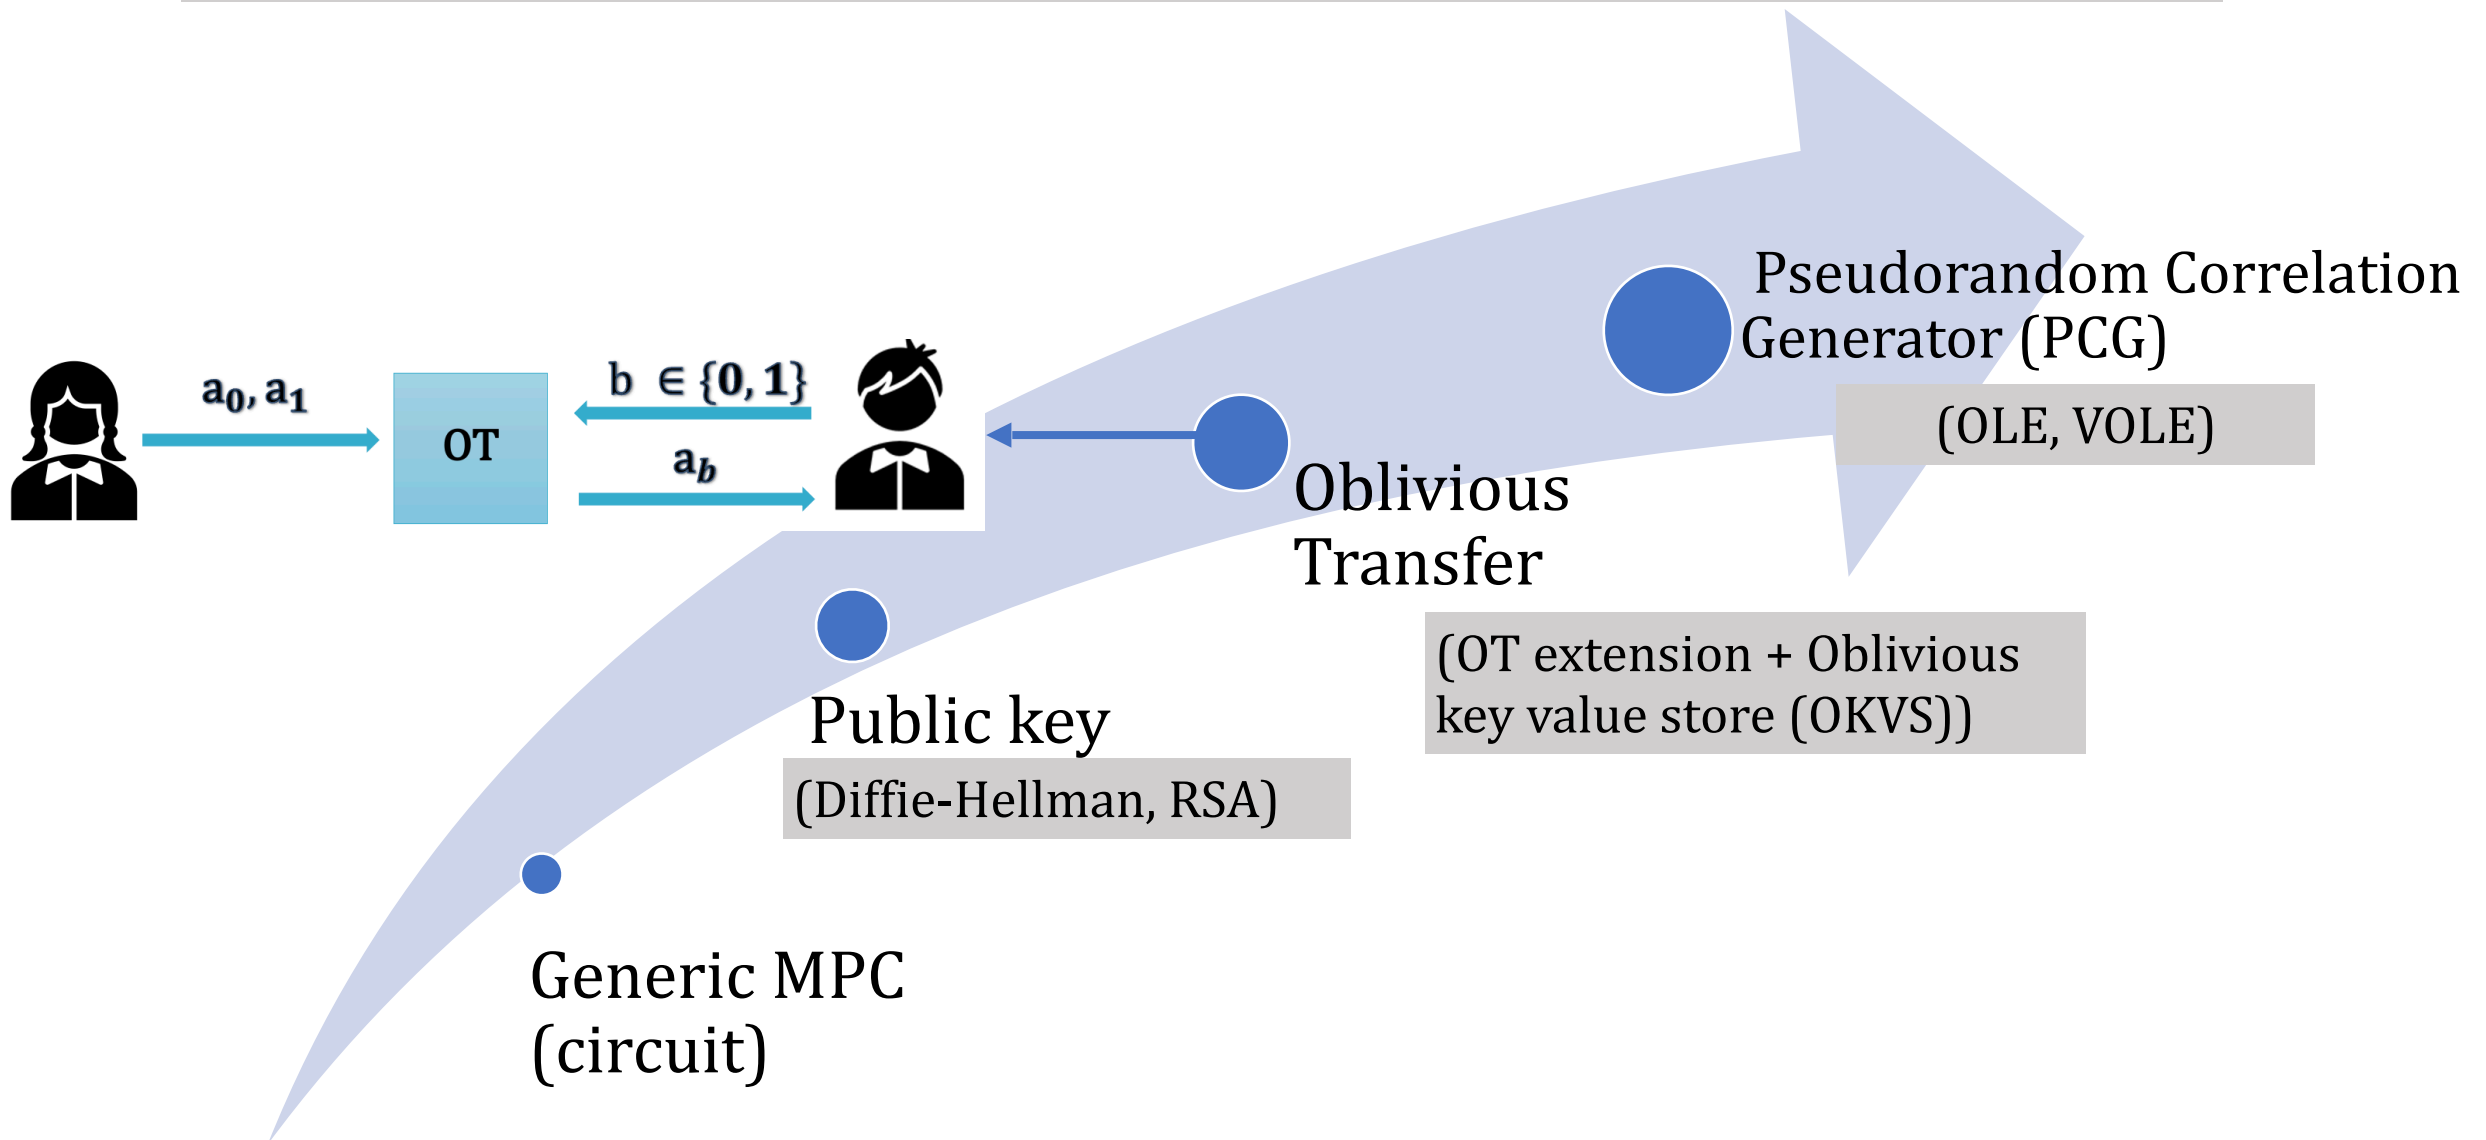 a₀, a₁
OT
b ∈ {0, 1}
a_b
Pseudorandom Correlation
Generator (PCG)
(OLE, VOLE)
Oblivious
Transfer
(OT extension + Oblivious
key value store (OKVS))
Public key
(Diffie-Hellman, RSA)
Generic MPC
(circuit)